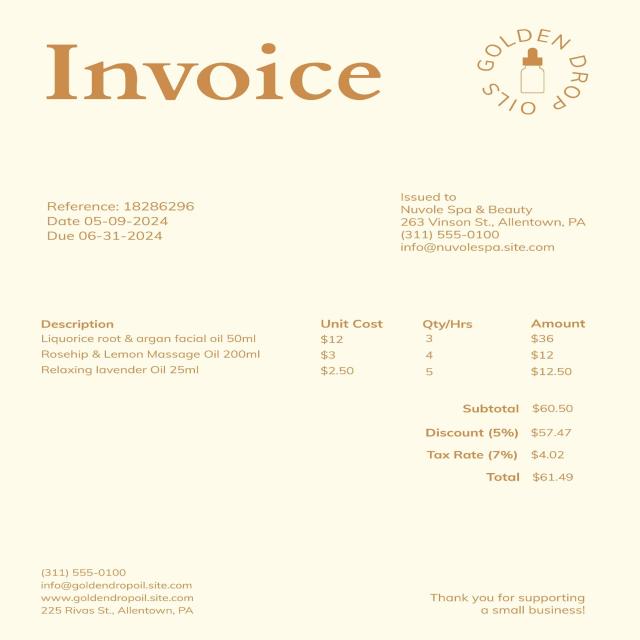 Invoice
GOLDEN DROP OILS
Reference: 18286296
Date 05-09-2024
Due 06-31-2024
Issued to
Nuvole Spa & Beauty
263 Vinson St., Allentown, PA
(311) 555-0100
info@nuvolespa.site.com
Description Unit Cost Qty/Hrs Amount
Liquorice root & argan facial oil 50ml $12 3 $36
Rosehip & Lemon Massage Oil 200ml $3 4 $12
Relaxing lavender Oil 25ml $2.50 5 $12.50
Subtotal $60.50
Discount (5%) $57.47
Tax Rate (7%) $4.02
Total $61.49
(311) 555-0100
info@goldendropoil.site.com
www.goldendropoil.site.com
225 Rivas St., Allentown, PA
Thank you for supporting
a small business!